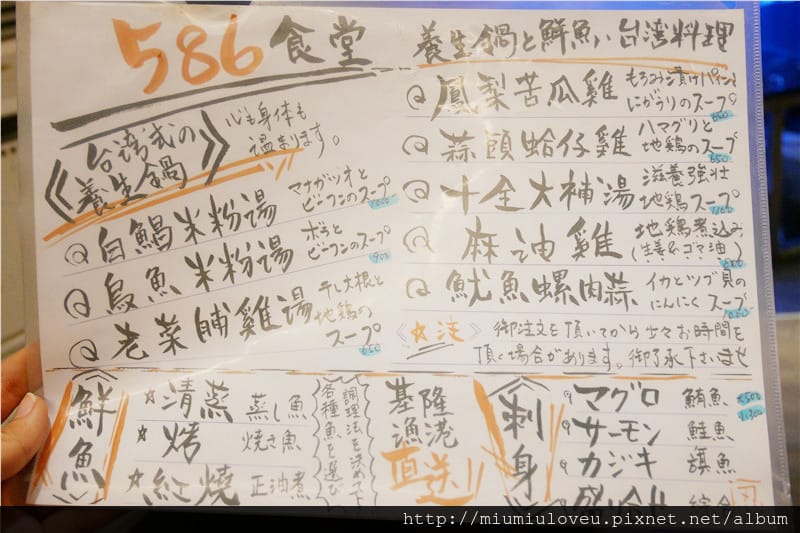 586食堂
養生鍋と鮮魚い台湾料理
《台湾式の
養生鍋》
心も身体も
温まります。
白鯧米粉湯
マナガツオと
ビーフンのスープ
1000
烏魚米粉湯
ボラと
ビーフンのスープ
900
老菜脯雞湯
干し大根と
地鶏の
スープ
650
鳳梨苦瓜雞
もろみ漬けパインと
にがうりのスープ
650
蒜頭蛤仔雞
ハマグリと
地鶏のスープ
650
十全大補湯
滋養強壮
地鶏スープ
麻油雞
地鶏煮込み
(生姜&ゴマ油)
魷魚螺肉蒜
イカとツブ貝の
にんにくスープ
1000
《☆注》御注文を頂いてから少々お時間を
頂く場合があります。御了承下さいませ
《鮮魚》
☆清蒸 蒸し魚
☆烤 焼き魚
☆紅燒 正油煮
調理法を決めて下
各種魚を選び
基隆
漁港
直送!!
《刺身》
マグロ 鮪魚
サーモン 鮭魚
カジキ 旗魚
盛り合
http://miumiuloveu.pixnet.net/album